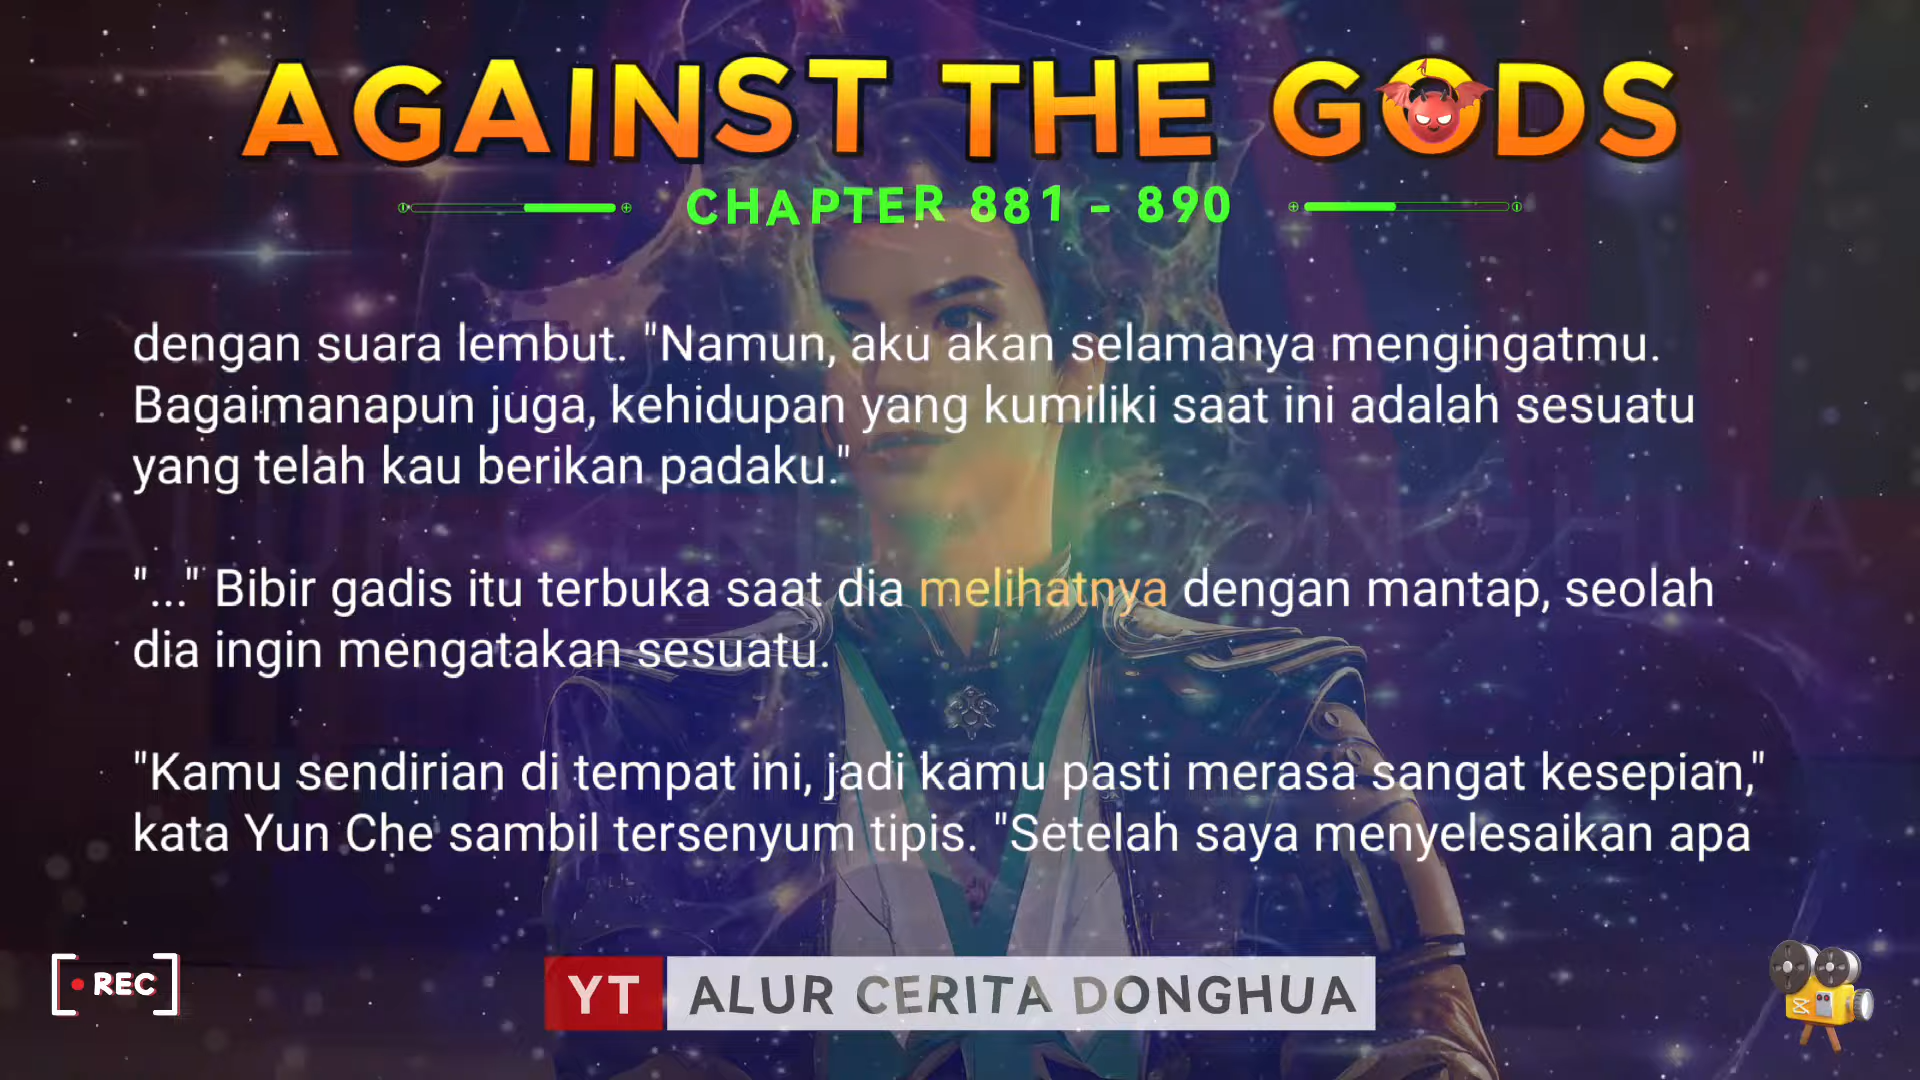 AGAINST THE GODS
CHAPTER 881 - 890
dengan suara lembut. "Namun, aku akan selamanya mengingatmu.
Bagaimanapun juga, kehidupan yang kumiliki saat ini adalah sesuatu
yang telah kau berikan padaku."
"..." Bibir gadis itu terbuka saat dia melihatnya dengan mantap, seolah
dia ingin mengatakan sesuatu.
"Kamu sendirian di tempat ini, jadi kamu pasti merasa sangat kesepian,"
kata Yun Che sambil tersenyum tipis. "Setelah saya menyelesaikan apa
ALUR CERITA DONGHUA
REC
YT ALUR CERITA DONGHUA